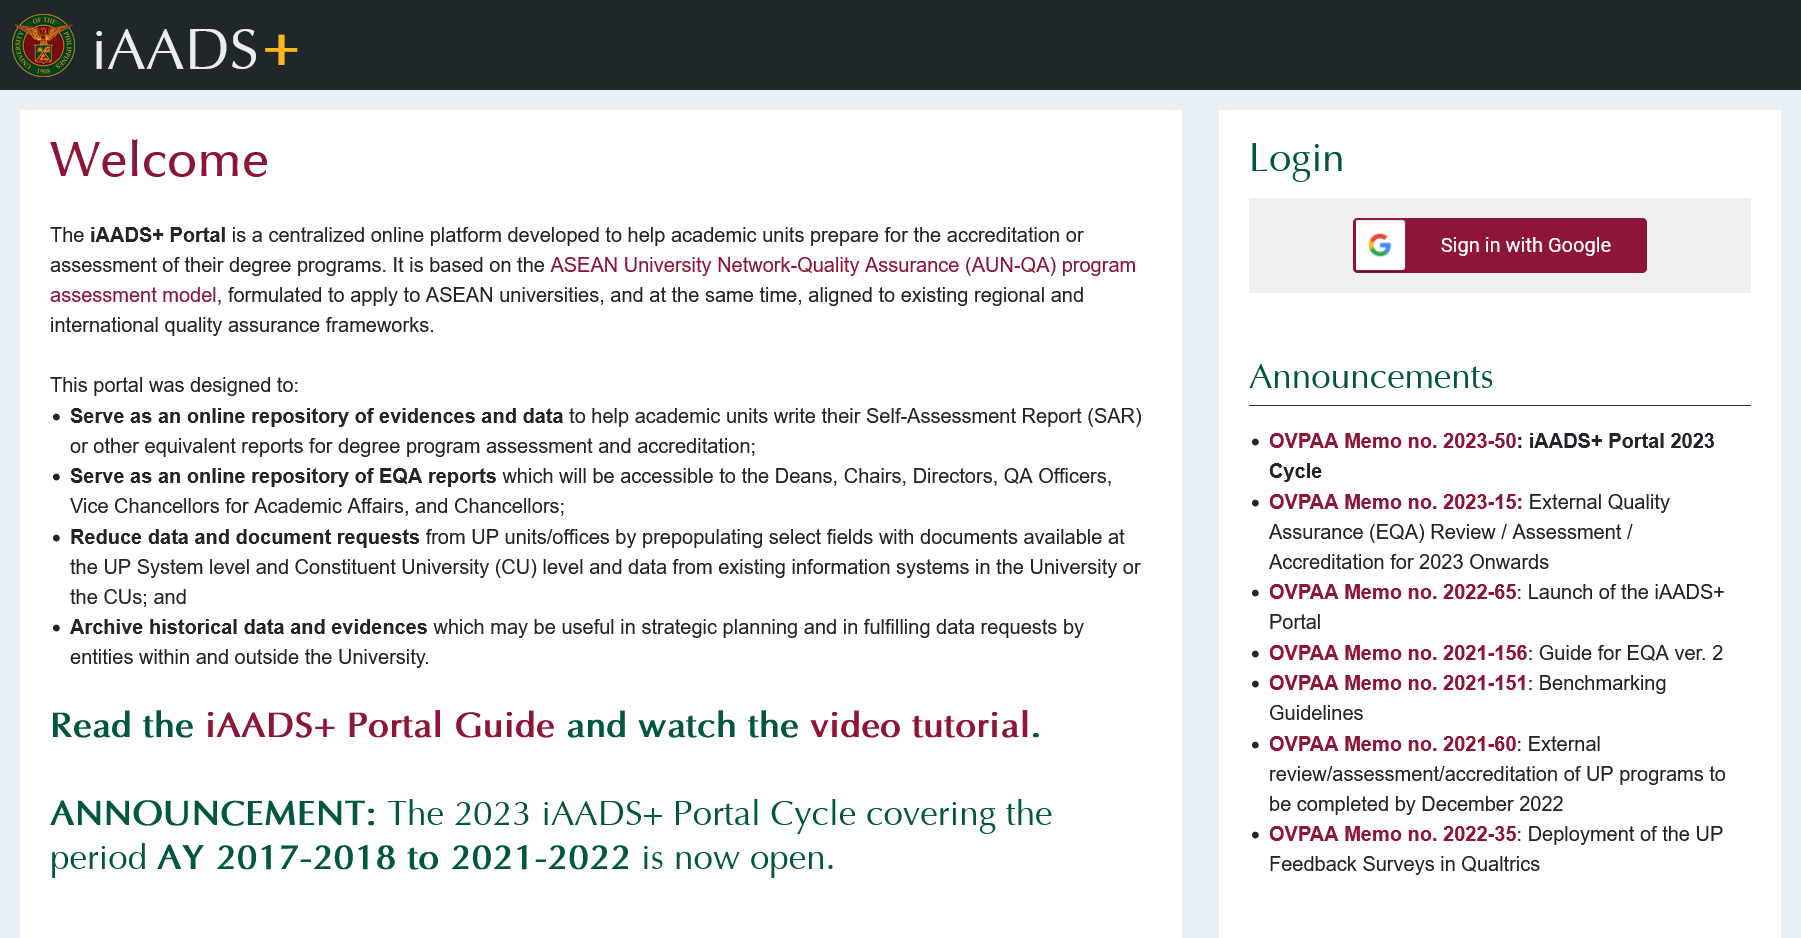 OF THE
UNIVERSITY
PHILIPPINES
1908
iAADS+
Welcome
The iAADS+ Portal is a centralized online platform developed to help academic units prepare for the accreditation or
assessment of their degree programs. It is based on the ASEAN University Network-Quality Assurance (AUN-QA) program
assessment model, formulated to apply to ASEAN universities, and at the same time, aligned to existing regional and
international quality assurance frameworks.
This portal was designed to:
• Serve as an online repository of evidences and data to help academic units write their Self-Assessment Report (SAR)
or other equivalent reports for degree program assessment and accreditation;
• Serve as an online repository of EQA reports which will be accessible to the Deans, Chairs, Directors, QA Officers,
Vice Chancellors for Academic Affairs, and Chancellors;
• Reduce data and document requests from UP units/offices by prepopulating select fields with documents available at
the UP System level and Constituent University (CU) level and data from existing information systems in the University or
the CUs; and
• Archive historical data and evidences which may be useful in strategic planning and in fulfilling data requests by
entities within and outside the University.
Read the iAADS+ Portal Guide and watch the video tutorial.
ANNOUNCEMENT: The 2023 iAADS+ Portal Cycle covering the
period AY 2017-2018 to 2021-2022 is now open.
Login
Sign in with Google
Announcements
• OVPAA Memo no. 2023-50: iAADS+ Portal 2023
Cycle
• OVPAA Memo no. 2023-15: External Quality
Assurance (EQA) Review / Assessment /
Accreditation for 2023 Onwards
• OVPAA Memo no. 2022-65: Launch of the iAADS+
Portal
• OVPAA Memo no. 2021-156: Guide for EQA ver. 2
• OVPAA Memo no. 2021-151: Benchmarking
Guidelines
• OVPAA Memo no. 2021-60: External
review/assessment/accreditation of UP programs to
be completed by December 2022
• OVPAA Memo no. 2022-35: Deployment of the UP
Feedback Surveys in Qualtrics